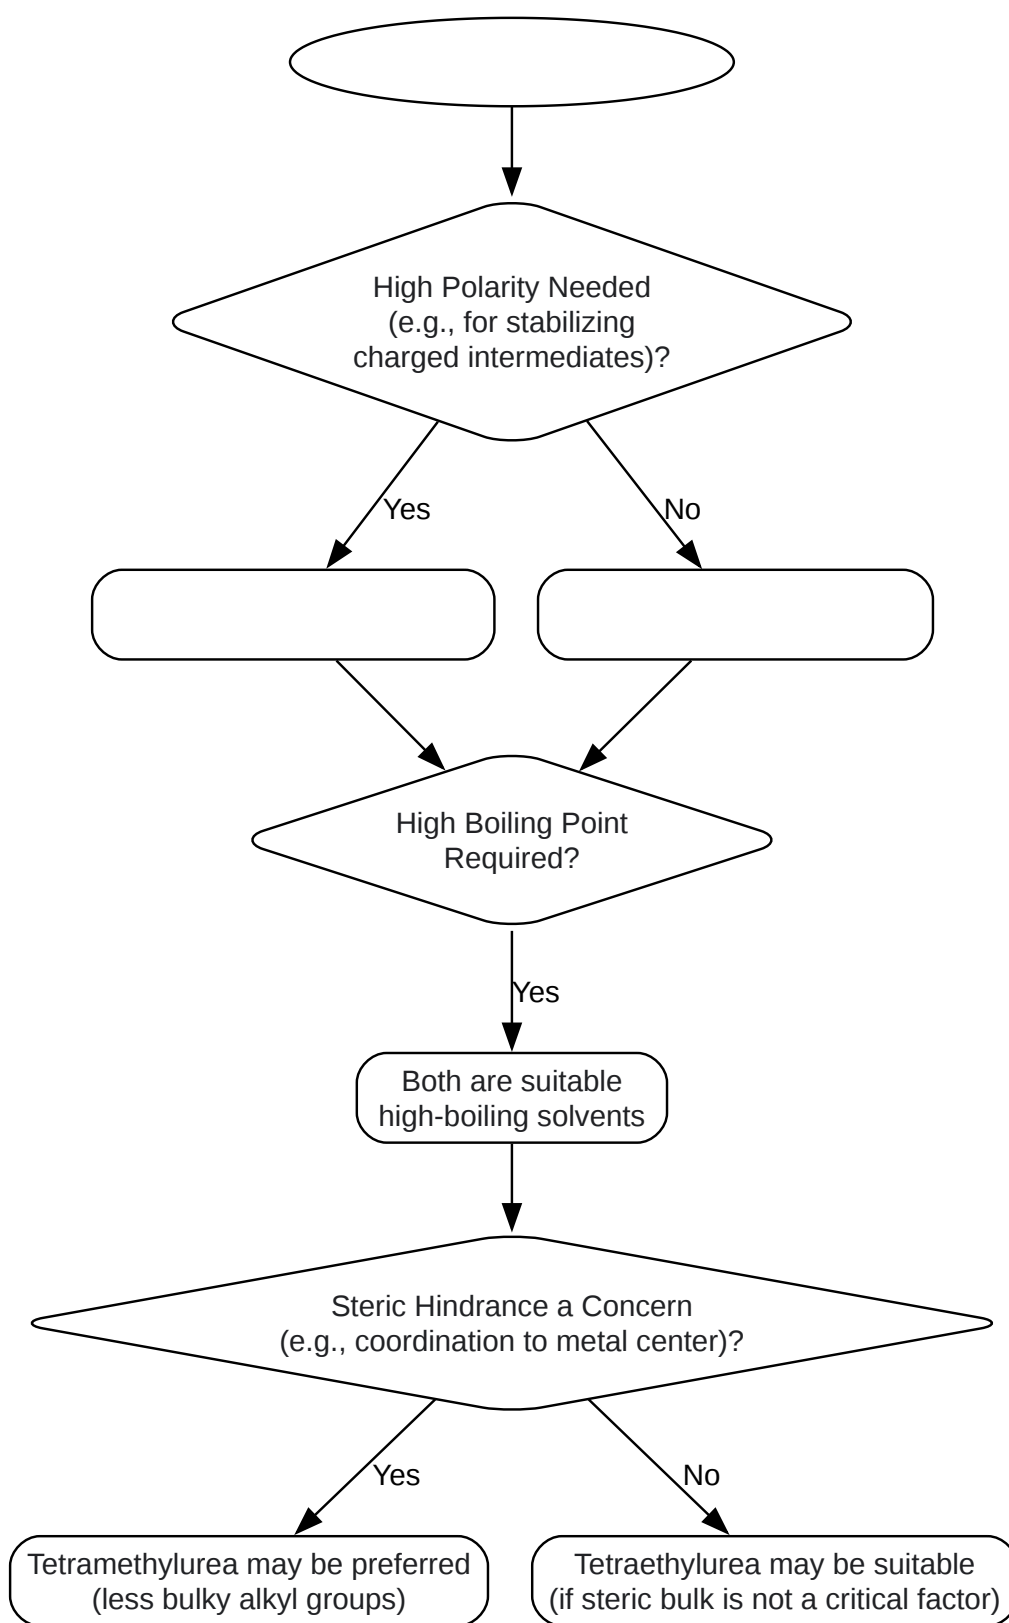 High Polarity Needed
(e.g., for stabilizing
charged intermediates)?
Yes
No
High Boiling Point
Required?
Yes
Both are suitable
high-boiling solvents
Steric Hindrance a Concern
(e.g., coordination to metal center)?
Yes
No
Tetramethylurea may be preferred
(less bulky alkyl groups)
Tetraethylurea may be suitable
(if steric bulk is not a critical factor)